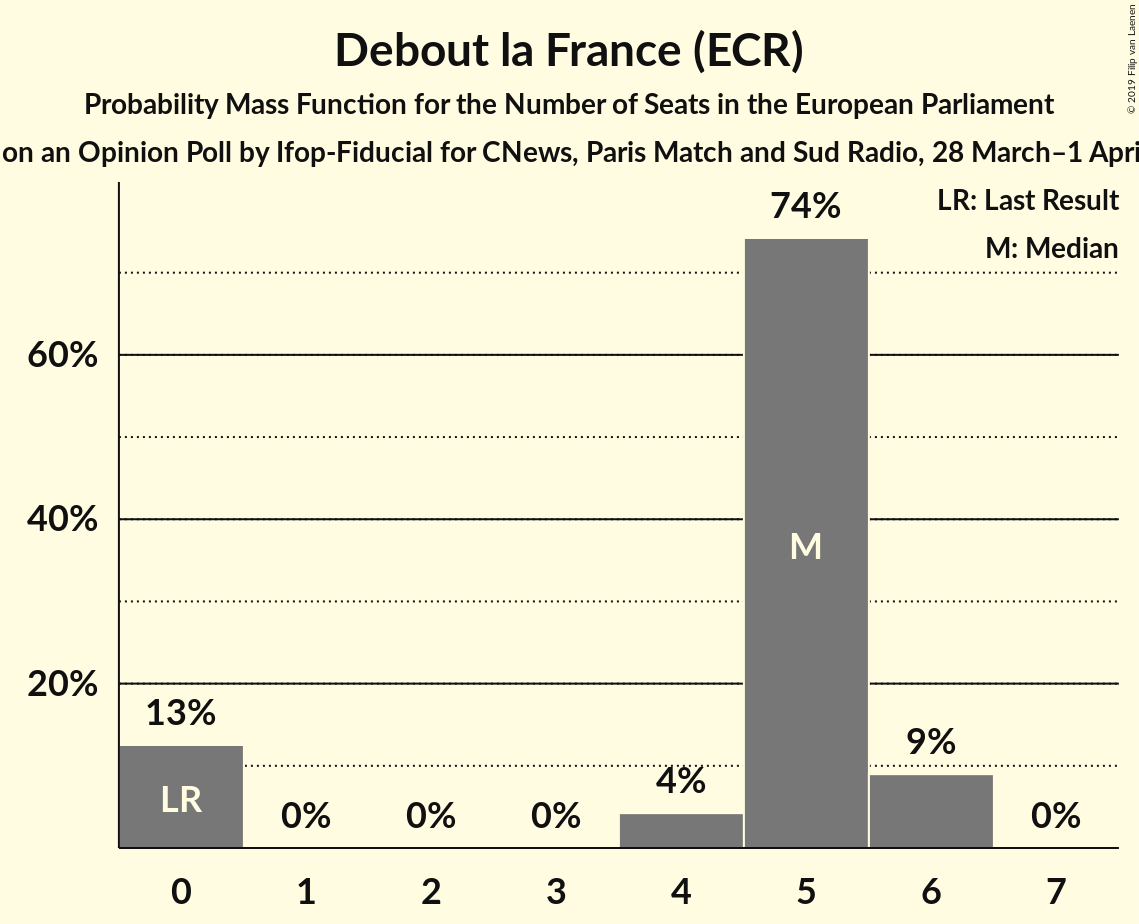 Debout la France (ECR)
Probability Mass Function for the Number of Seats in the European Parliament
on an Opinion Poll by Ifop-Fiducial for CNews, Paris Match and Sud Radio, 28 March–1 Apri
© 2019 Filip van Laenen
LR: Last Result
M: Median
74%
60%
40%
M
20%
13%
9%
4%
LR
0%
0%
0%
0%
0
1
2
3
4
5
6
7